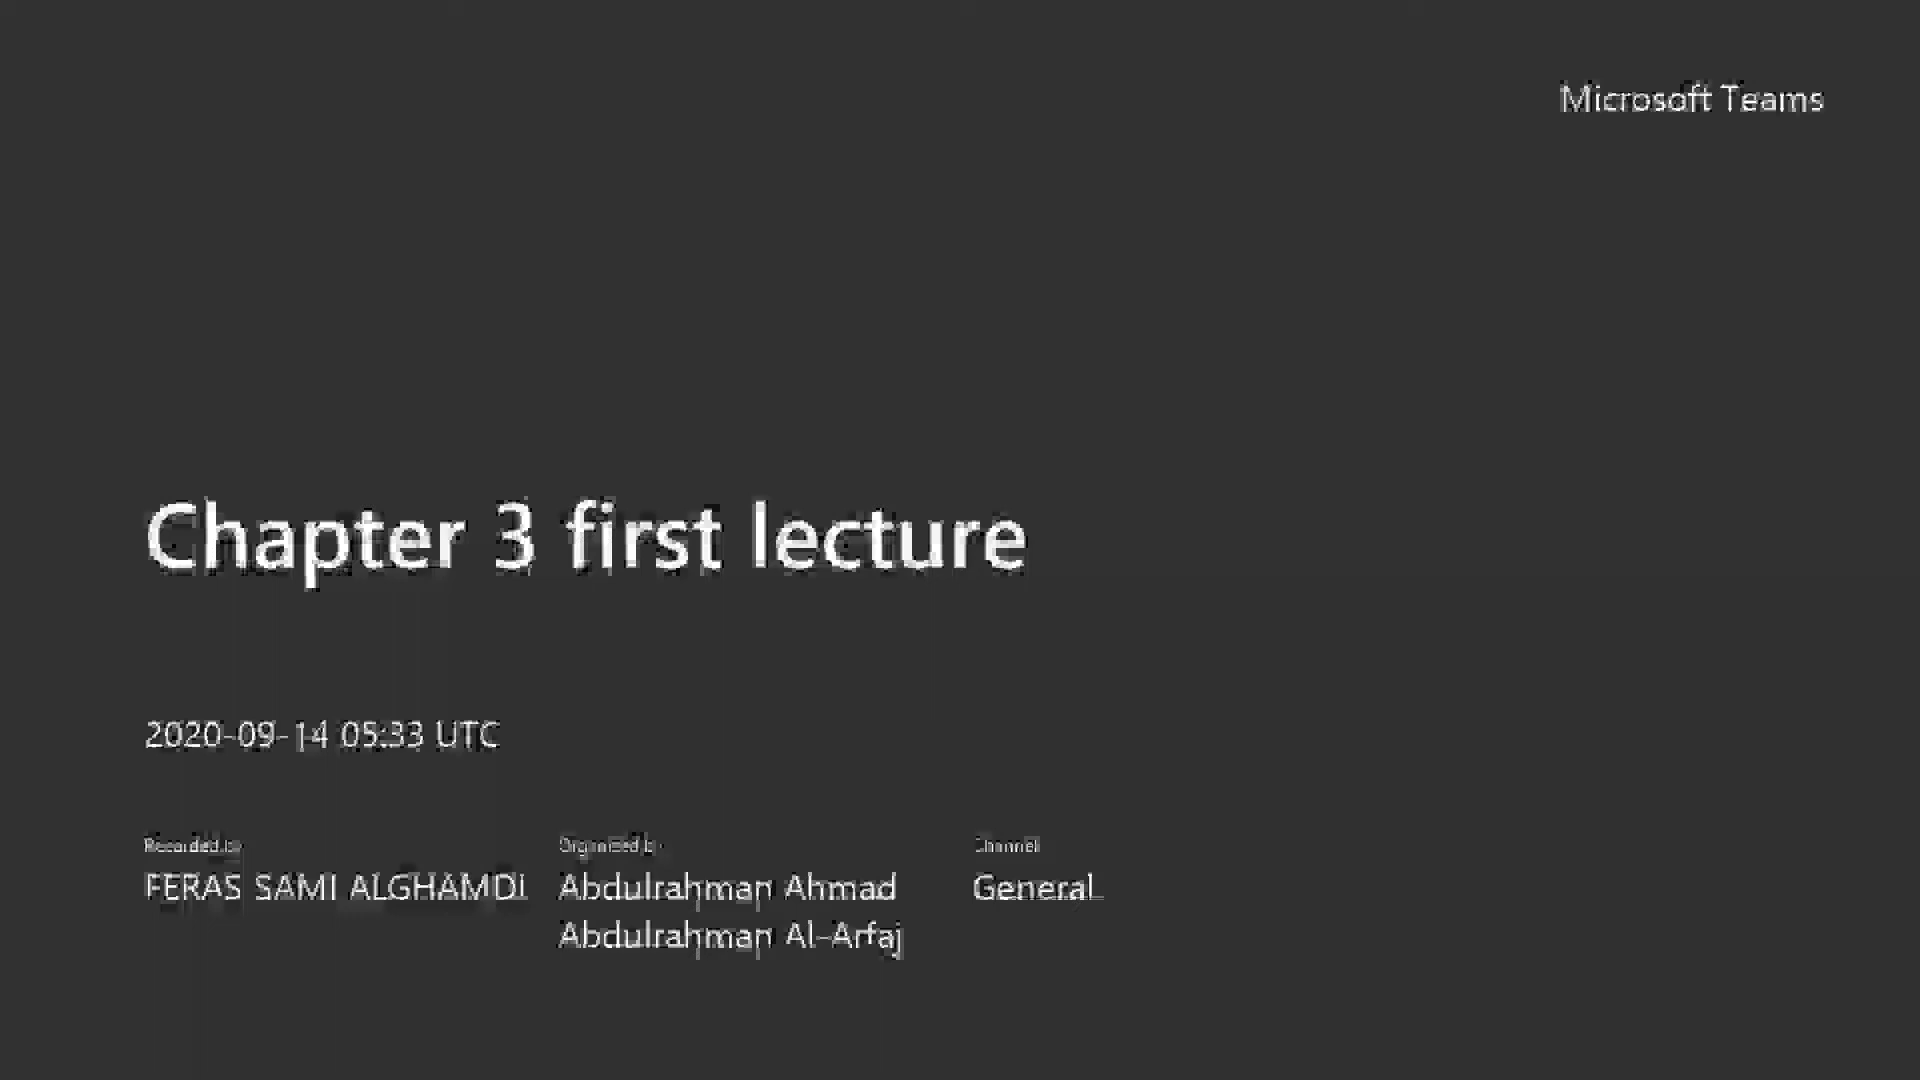 Microsoft Teams
Chapter 3 first lecture
2020-09-14 05:33 UTC
Recorded by
Organized by
Channel
FERAS SAMI ALGHAMDI
Abdulrahman Ahmad
General
Abdulrahman Al-Arfaj